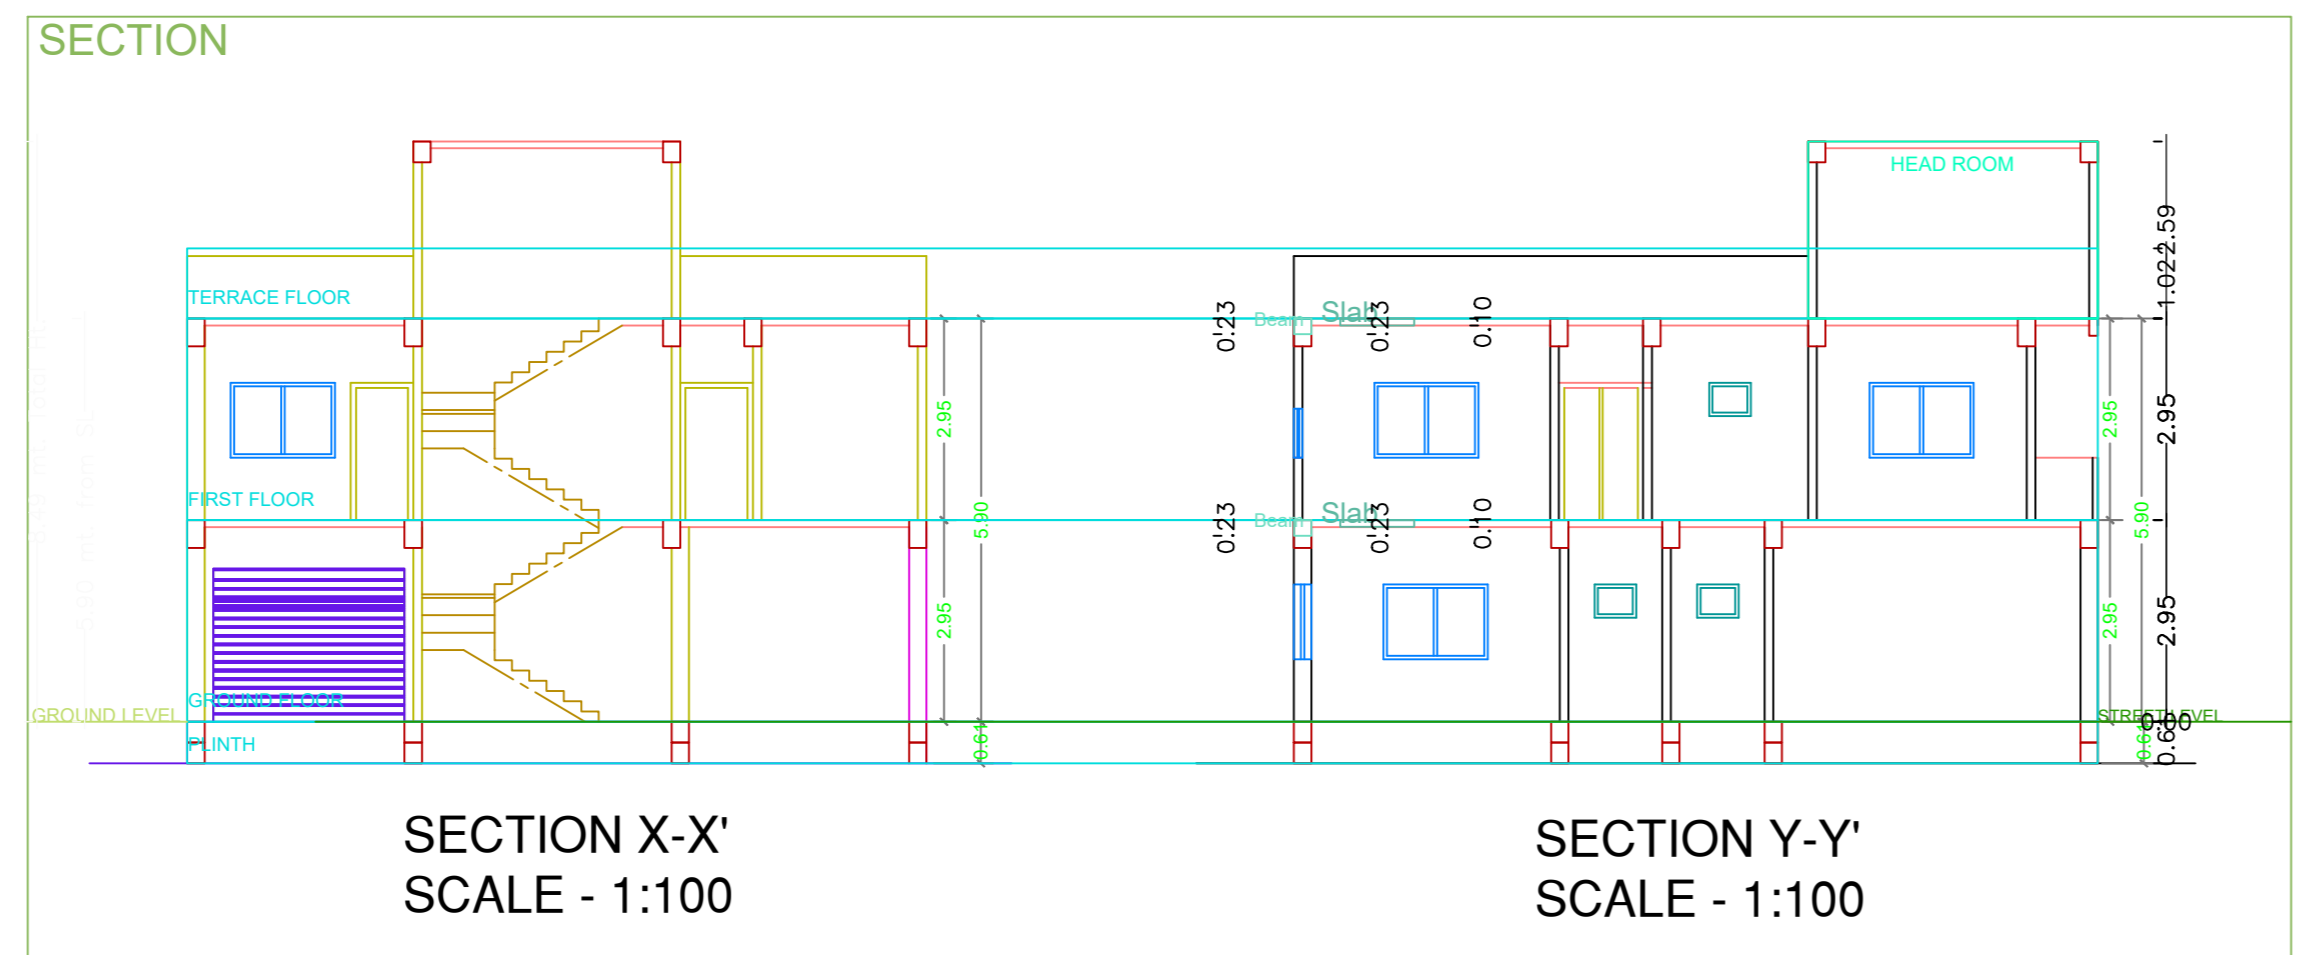 SECTION
HEAD ROOM
2.59
1.02
TERRACE FLOOR
0.23
Beam
Slab
0.23
0.10
2.95
2.95
2.95
FIRST FLOOR
5.90
0.23
Beam
Slab
0.23
0.10
5.90
2.95
2.95
2.95
GROUND FLOOR
GROUND LEVEL
STREET LEVEL
0.00
PLINTH
0.61
0.61
0.61
SECTION X-X'
SCALE - 1:100
SECTION Y-Y'
SCALE - 1:100